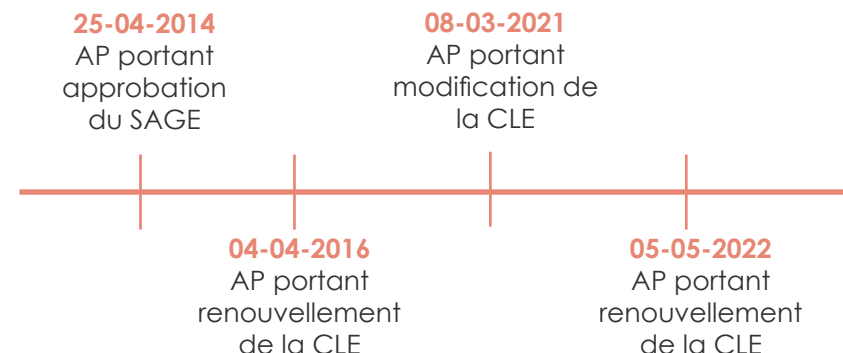 25-04-2014
AP portant
approbation
du SAGE
08-03-2021
AP portant
modification de
la CLE
04-04-2016
AP portant
renouvellement
de la CLE
05-05-2022
AP portant
renouvellement
de la CLE